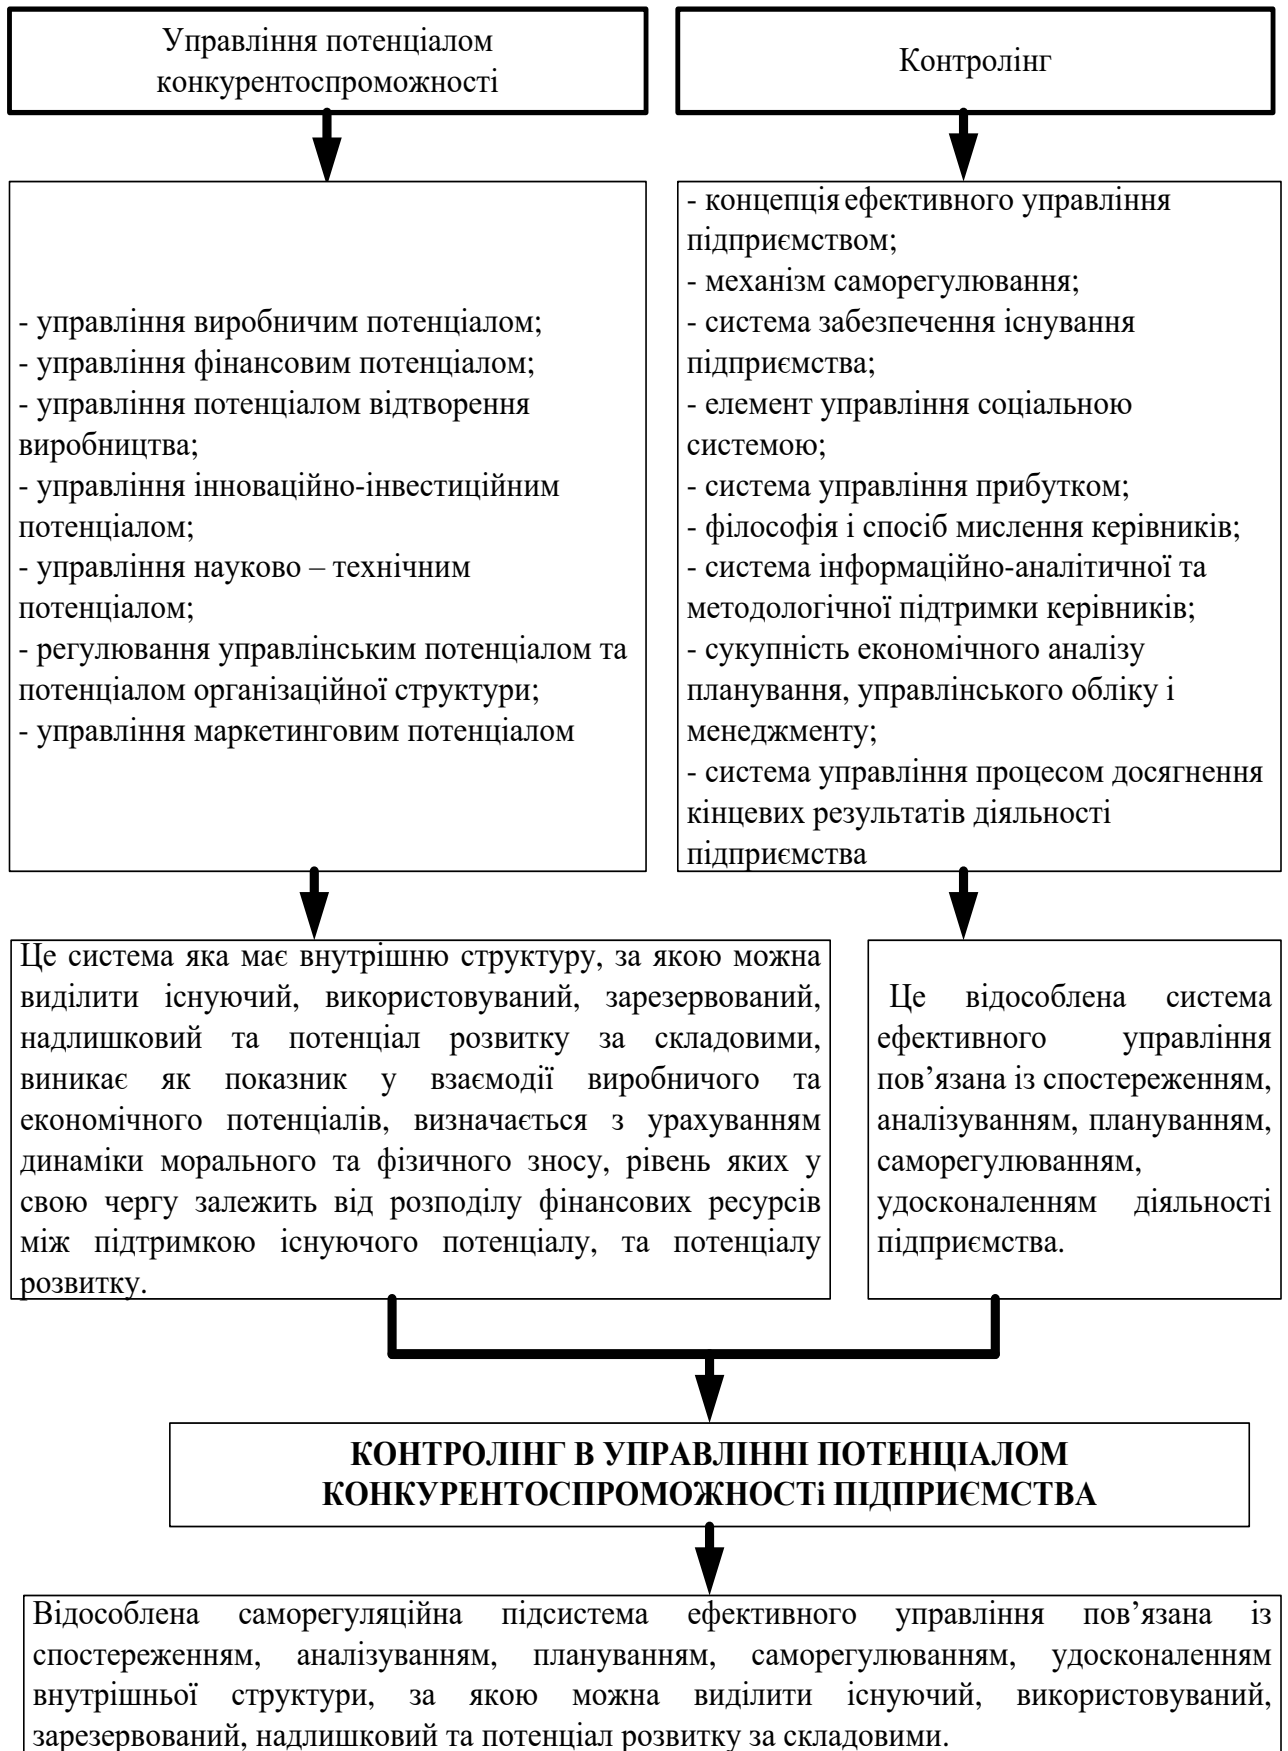 Управління потенціалом
конкурентоспроможності
Контролінг
- управління виробничим потенціалом;
- управління фінансовим потенціалом;
- управління потенціалом відтворення
виробництва;
- управління інноваційно-інвестиційним
потенціалом;
- управління науково – технічним
потенціалом;
- регулювання управлінським потенціалом та
потенціалом організаційної структури;
- управління маркетинговим потенціалом
- концепція ефективного управління
підприємством;
- механізм саморегулювання;
- система забезпечення існування
підприємства;
- елемент управління соціальною
системою;
- система управління прибутком;
- філософія і спосіб мислення керівників;
- система інформаційно-аналітичної та
методологічної підтримки керівників;
- сукупність економічного аналізу
планування, управлінського обліку і
менеджменту;
- система управління процесом досягнення
кінцевих результатів діяльності
підприємства
Це система яка має внутрішню структуру, за якою можна
виділити існуючий, використовуваний, зарезервований,
надлишковий та потенціал розвитку за складовими,
виникає як показник у взаємодії виробничого та
економічного потенціалів, визначається з урахуванням
динаміки морального та фізичного зносу, рівень яких у
свою чергу залежить від розподілу фінансових ресурсів
між підтримкою існуючого потенціалу, та потенціалу
розвитку.
Це відособлена система
ефективного управління
пов’язана із спостереженням,
аналізуванням, плануванням,
саморегулюванням,
удосконаленням діяльності
підприємства.
КОНТРОЛІНГ В УПРАВЛІННІ ПОТЕНЦІАЛОМ
КОНКУРЕНТОСПРОМОЖНОСТі ПІДПРИЄМСТВА
Відособлена саморегуляційна підсистема ефективного управління пов’язана із
спостереженням, аналізуванням, плануванням, саморегулюванням, удосконаленням
внутрішньої структури, за якою можна виділити існуючий, використовуваний,
зарезервований, надлишковий та потенціал розвитку за складовими.